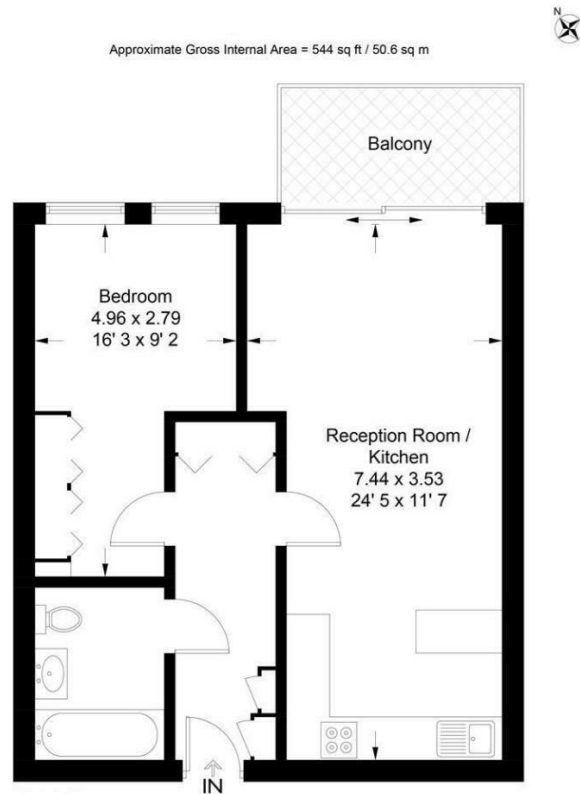 N
Approximate Gross Internal Area = 544 sq ft / 50.6 sq m
Balcony
Bedroom
4.96 x 2.79
16' 3 x 9' 2
Reception Room /
Kitchen
7.44 x 3.53
24' 5 x 11' 7
IN